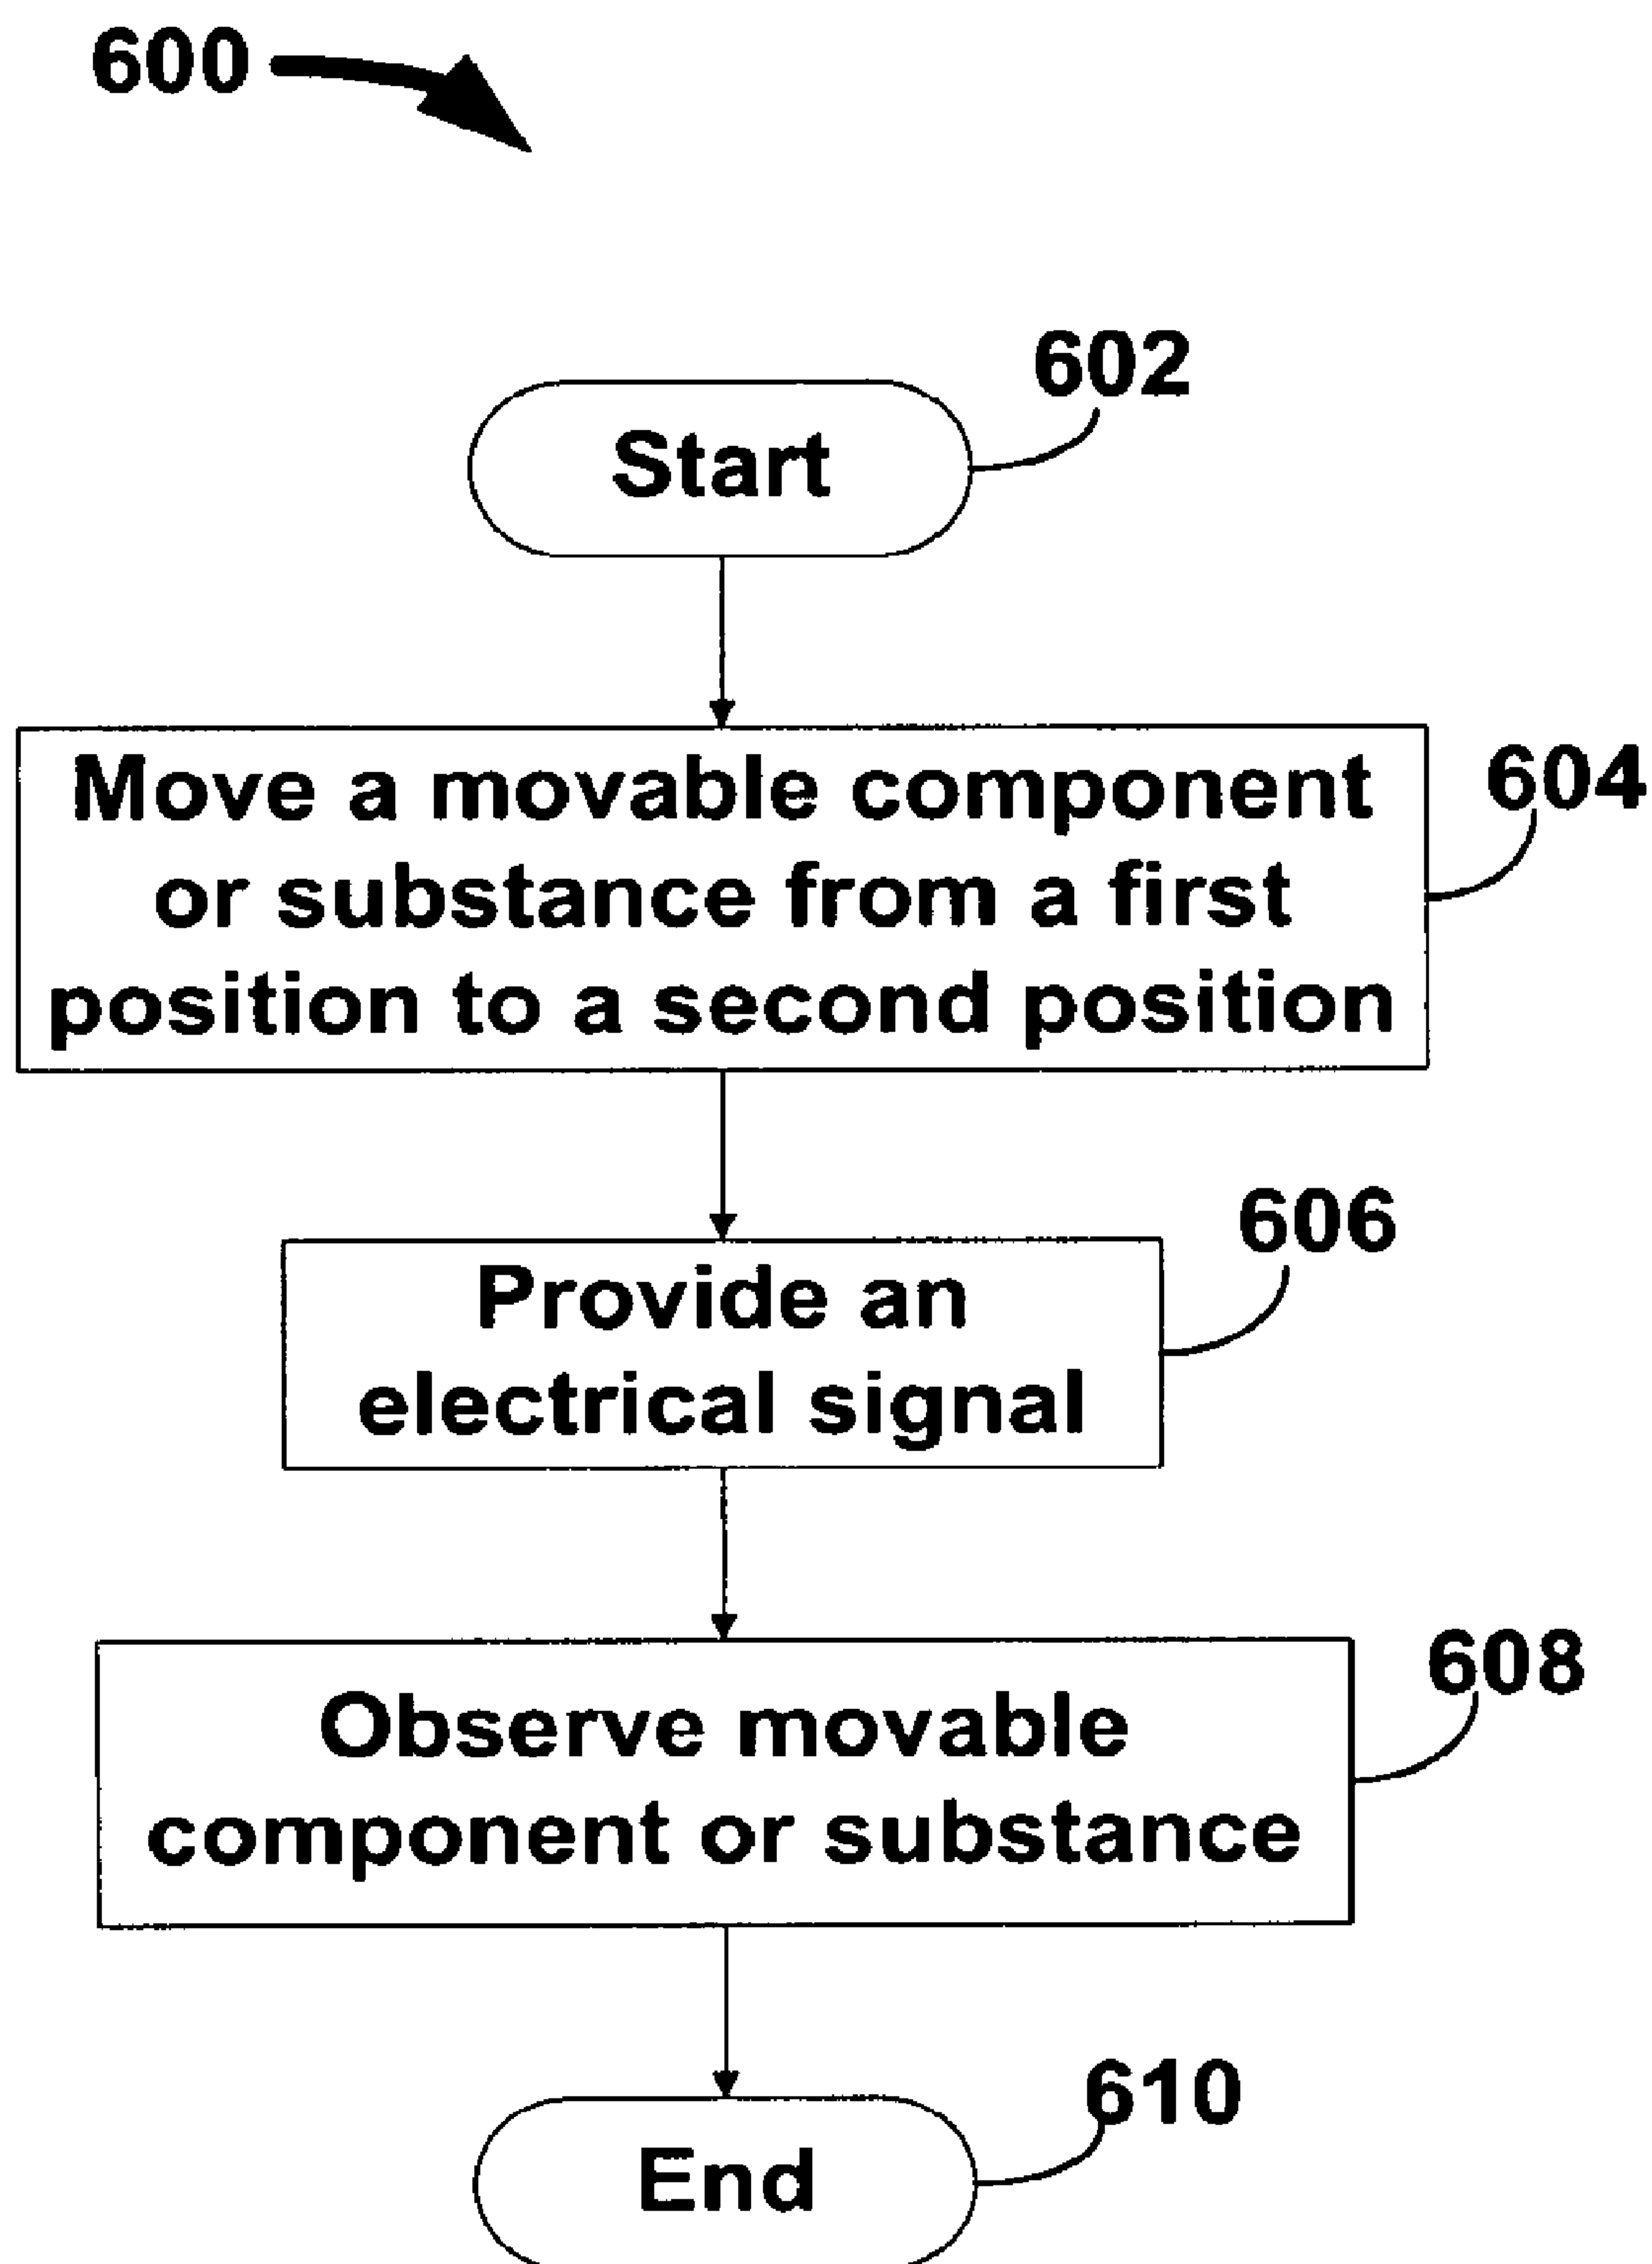 600
602
Start
604
Move a movable component
or substance from a first
position to a second position
606
Provide an
electrical signal
608
Observe movable
component or substance
610
End